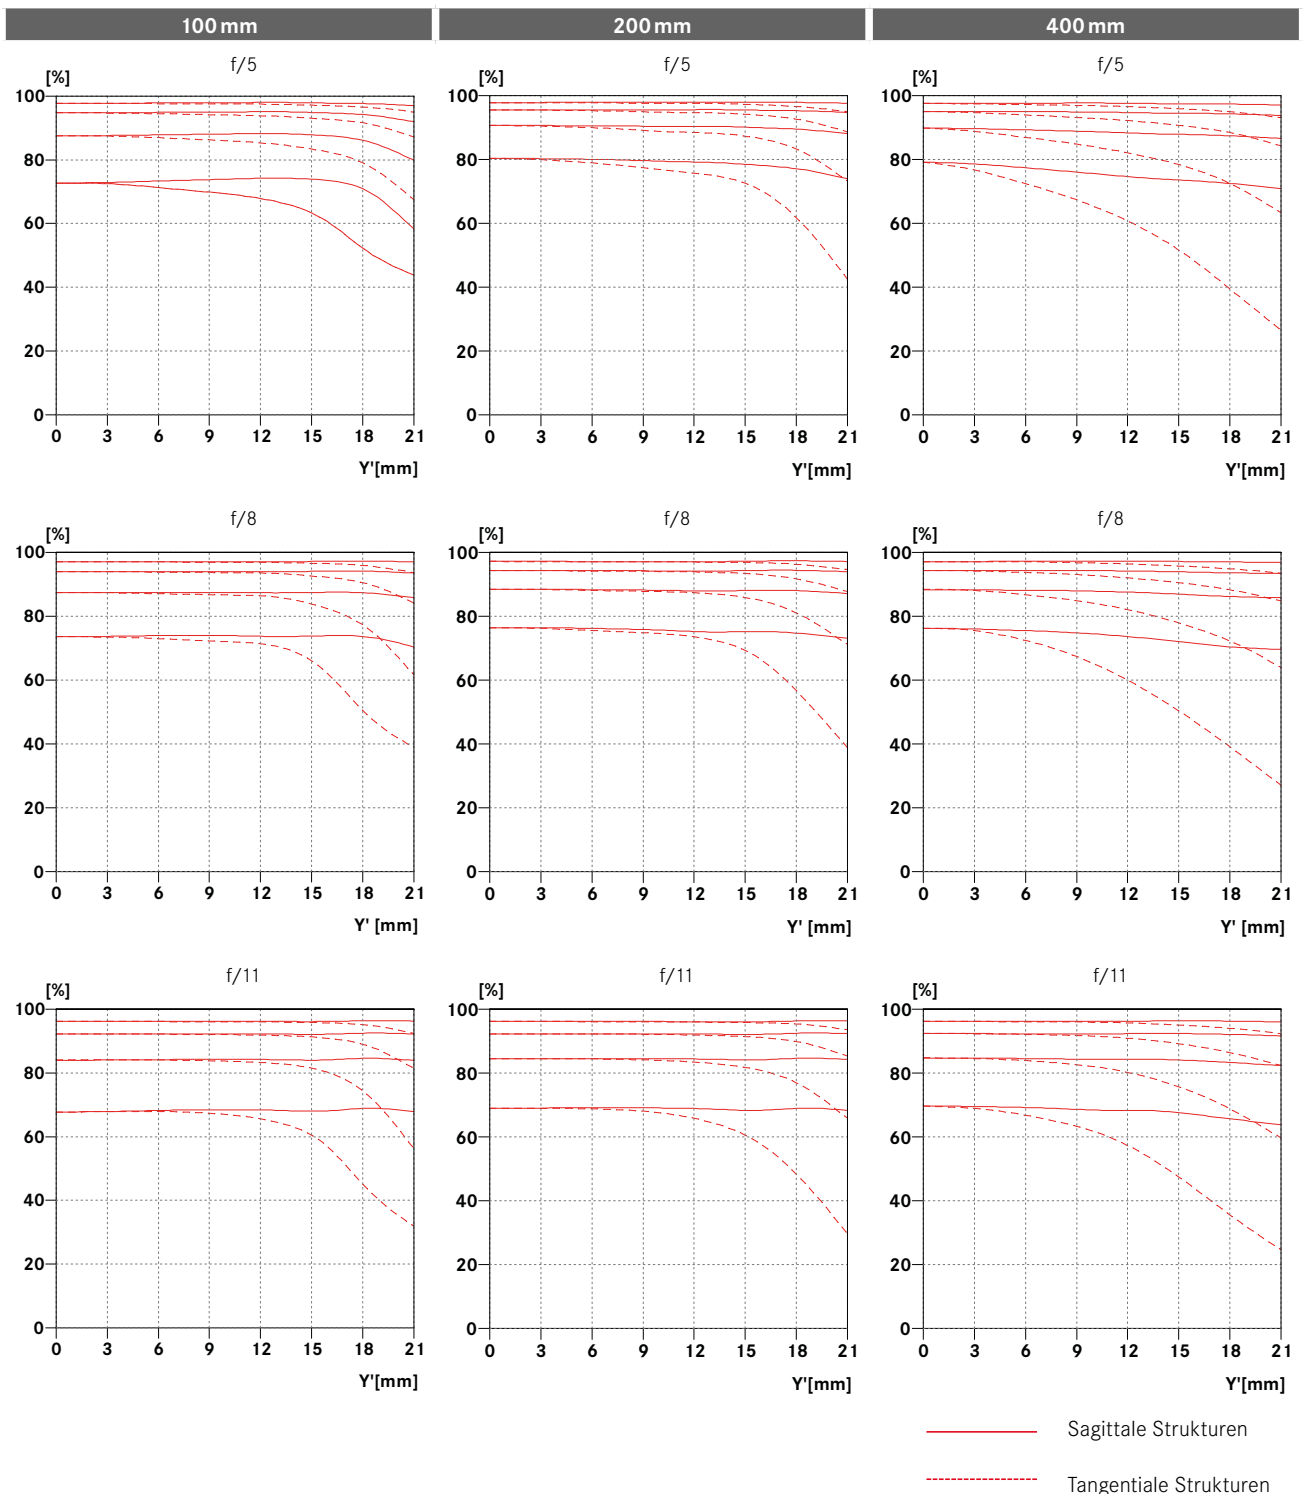 100 mm 200 mm 400 mm
f/5 f/5 f/5
[%] [%] [%]
100 100 100
80 80 80
60 60 60
40 40 40
20 20 20
0 0 0
0 3 6 9 12 15 18 21 0 3 6 9 12 15 18 21 0 3 6 9 12 15 18 21
Y'[mm] Y'[mm] Y'[mm]
f/8 f/8 f/8
[%] [%] [%]
100 100 100
80 80 80
60 60 60
40 40 40
20 20 20
0 0 0
0 3 6 9 12 15 18 21 0 3 6 9 12 15 18 21 0 3 6 9 12 15 18 21
Y' [mm] Y' [mm] Y' [mm]
f/11 f/11 f/11
[%] [%] [%]
100 100 100
80 80 80
60 60 60
40 40 40
20 20 20
0 0 0
0 3 6 9 12 15 18 21 0 3 6 9 12 15 18 21 0 3 6 9 12 15 18 21
Y'[mm] Y'[mm] Y'[mm]
Sagittale Strukturen
Tangentiale Strukturen